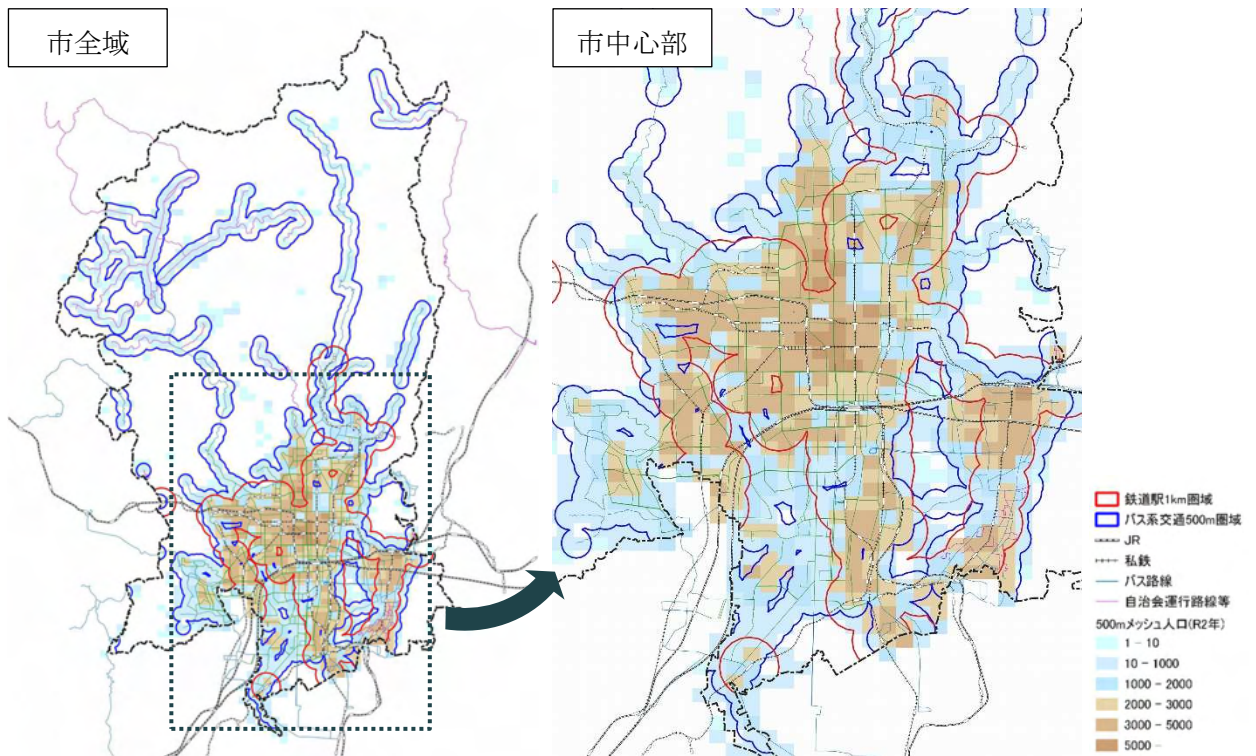 市全域
市中心部
鉄道駅1km圏域
バス系交通500m圏域
JR
私鉄
バス路線
自治会運行路線等
500mメッシュ人口(R2年)
1 - 10
10 - 1000
1000 - 2000
2000 - 3000
3000 - 5000
5000 -